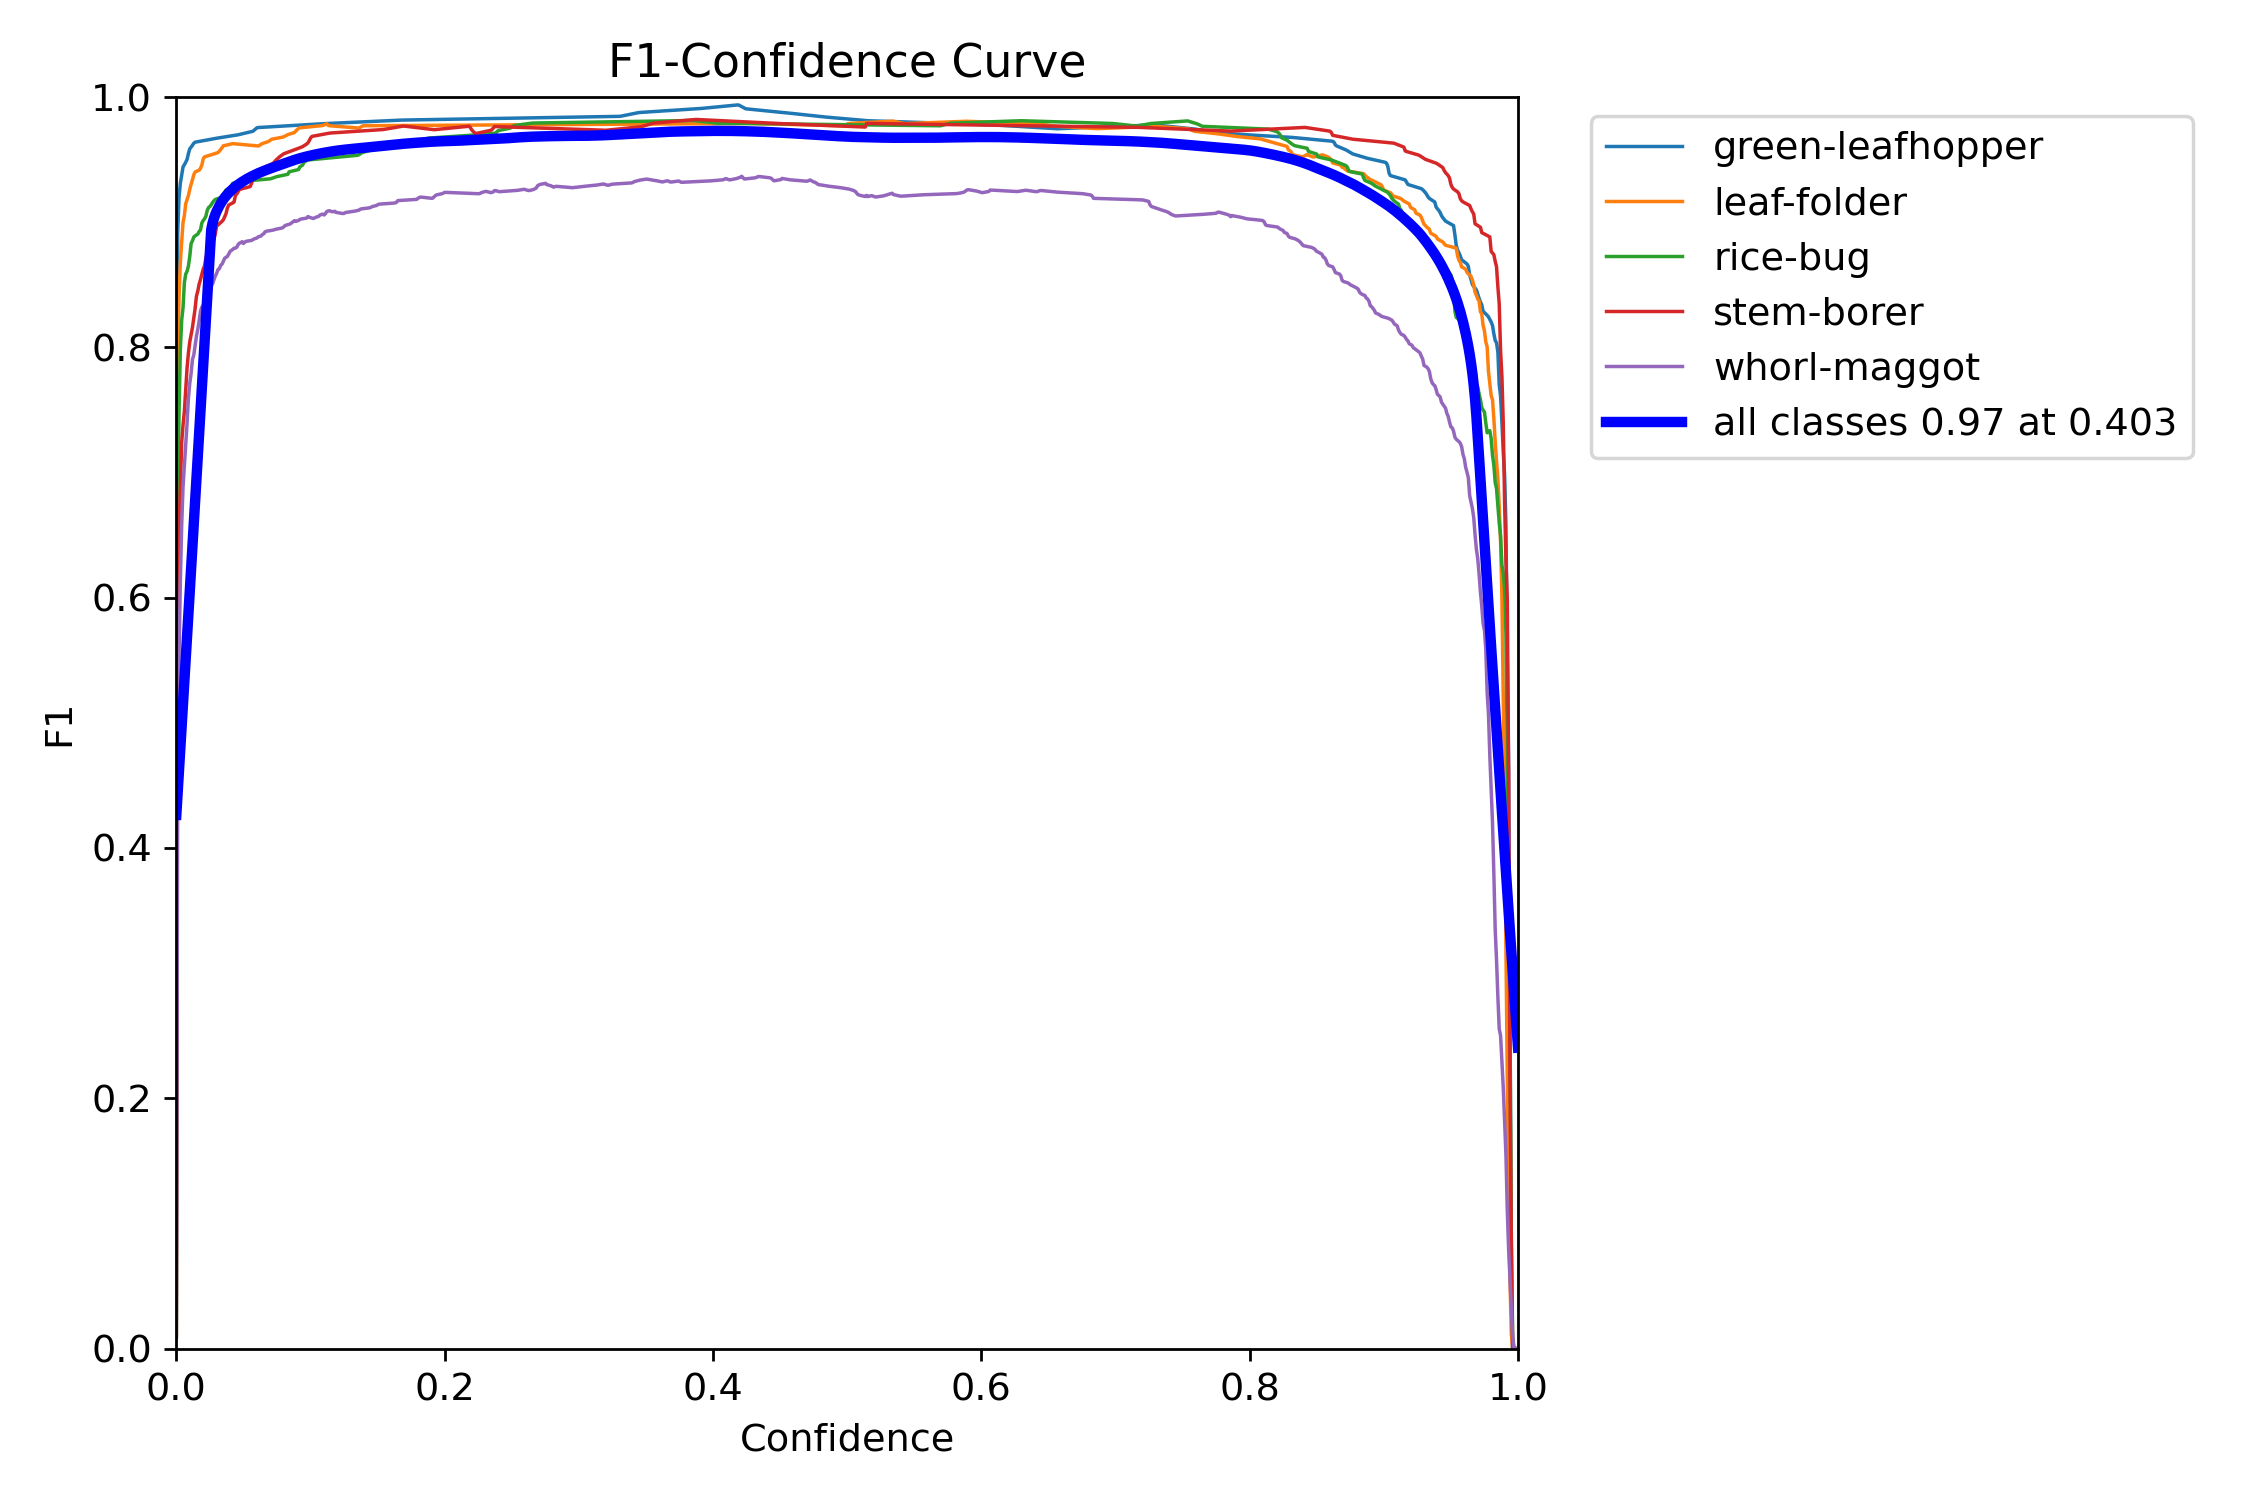 F1-Confidence Curve
1.0
0.8
0.6
0.4
0.2
0.0
F1
0.0 0.2 0.4 0.6 0.8 1.0
Confidence
green-leafhopper
leaf-folder
rice-bug
stem-borer
whorl-maggot
all classes 0.97 at 0.403